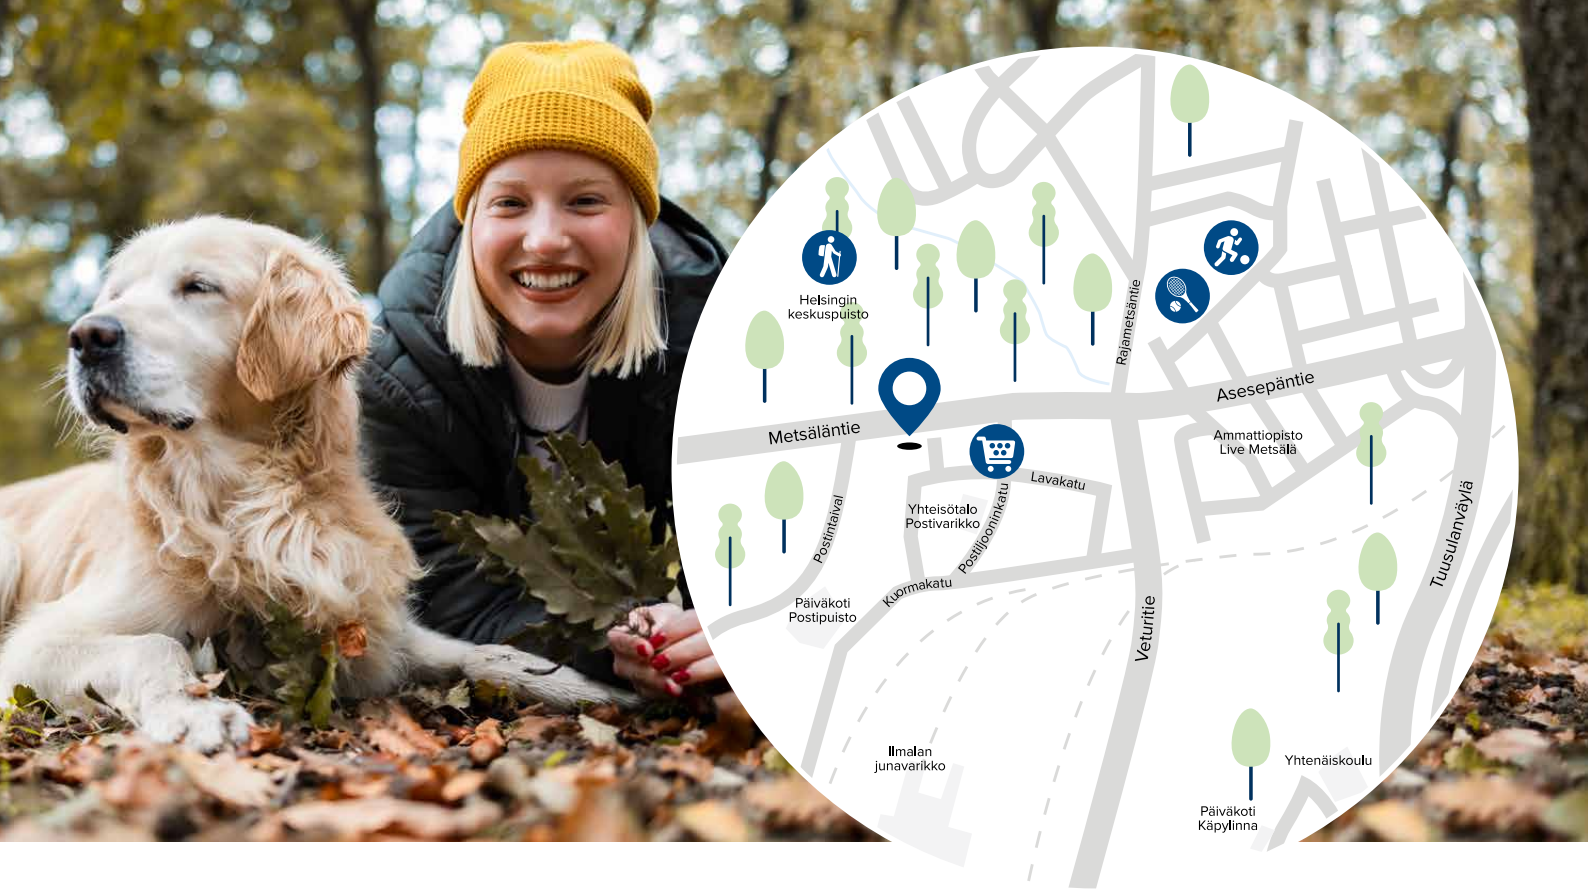 Helsingin
keskuspuisto
Rajametsäntie
Asesepäntie
Metsäläntie
Ammattiopisto
Live Metsälä
Lavakatu
Yhteisötalo
Postivarikko
Postiljooninkatu
Postintaival
Kuormakatu
Tuusulanväylä
Päiväkoti
Postipuisto
Veturitie
Ilmalan
junavarikko
Yhtenäiskoulu
Päiväkoti
Käpylinna